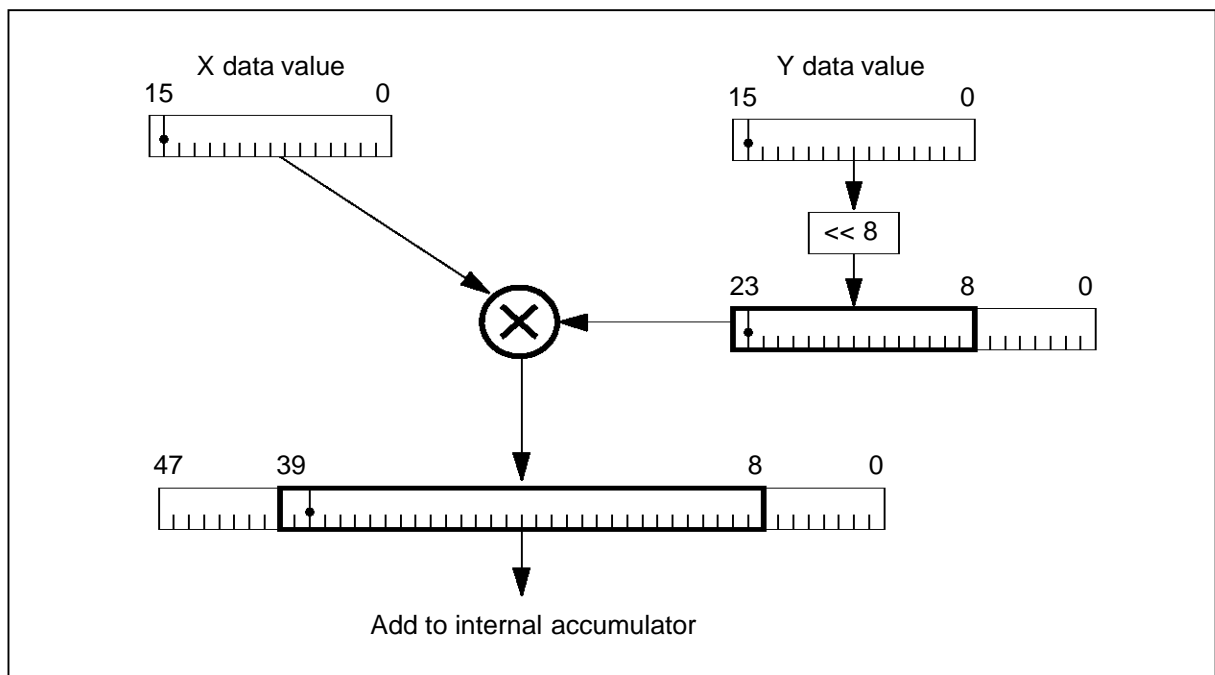 X data value
Y data value
15 0
15 0
<< 8
23 8 0
47 39 8 0
Add to internal accumulator